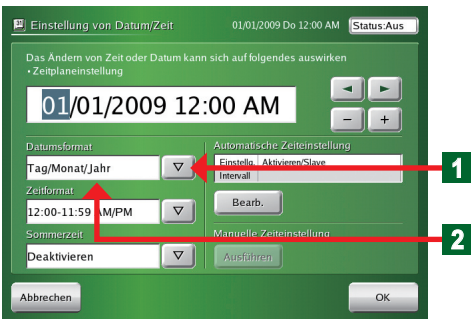 31 Einstellung von Datum/Zeit 01/01/2009 Do 12:00 AM Status:Aus
Das Ändern von Zeit oder Datum kann sich auf folgendes auswirken
• Zeitplaneinstellung
01/01/2009 12:00 AM
− +
Datumsformat
Tag/Monat/Jahr
Zeitformat
12:00-11:59 AM/PM
Sommerzeit
Deaktivieren
Automatische Zeiteinstellung
Einstellg. Aktivieren/Slave
Intervall
Bearb.
Manuelle Zeiteinstellung
Ausführen
1
2
Abbrechen OK